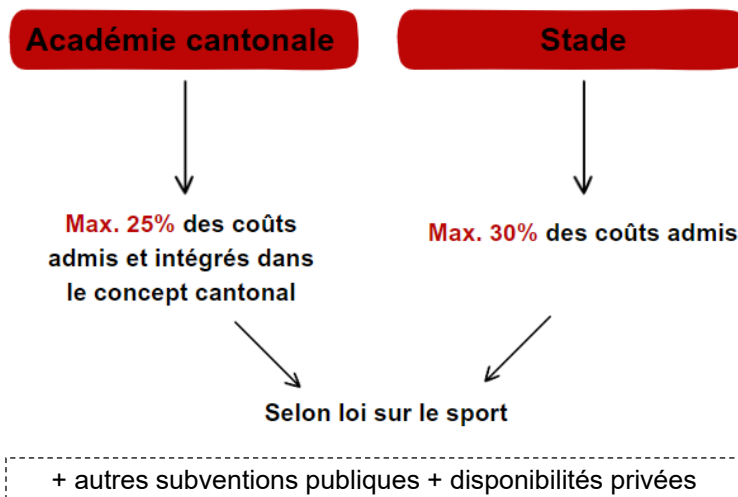 Académie cantonale
Stade
Max. 25% des coûts
admis et intégrés dans
le concept cantonal
Max. 30% des coûts admis
Selon loi sur le sport
+ autres subventions publiques + disponibilités privées